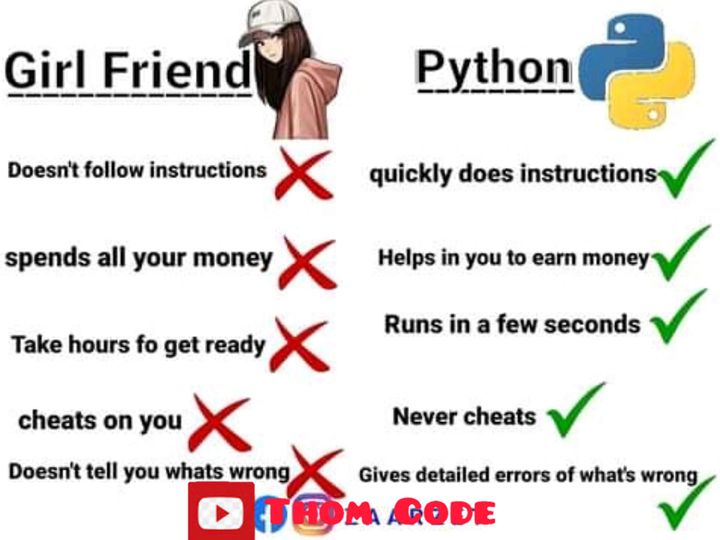 Girl Friend
Python
Doesn't follow instructions
quickly does instructions
spends all your money
Helps in you to earn money
Take hours fo get ready
Runs in a few seconds
cheats on you
Never cheats
Doesn't tell you whats wrong
Gives detailed errors of what's wrong
Thom Code